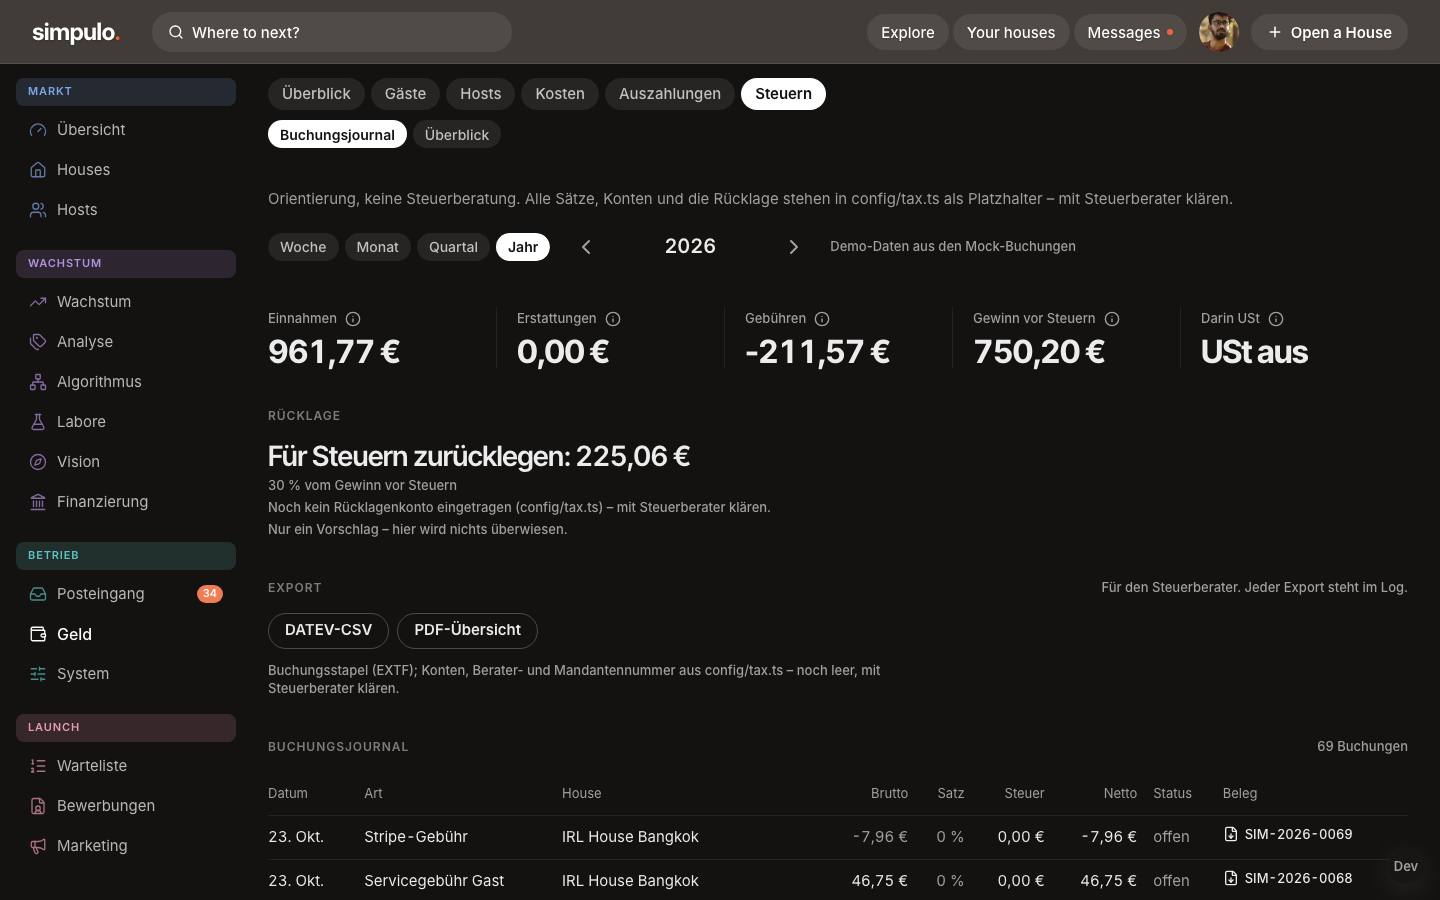 simpulo.
Where to next?
Explore
Your houses
Messages
Open a House
MARKT
Übersicht
Houses
Hosts
WACHSTUM
Wachstum
Analyse
Algorithmus
Labore
Vision
Finanzierung
BETRIEB
Posteingang 34
Geld
System
LAUNCH
Warteliste
Bewerbungen
Marketing
Überblick Gäste Hosts Kosten Auszahlungen Steuern
Buchungsjournal Überblick
Orientierung, keine Steuerberatung. Alle Sätze, Konten und die Rücklage stehen in config/tax.ts als Platzhalter – mit Steuerberater klären.
Woche Monat Quartal Jahr 2026 Demo-Daten aus den Mock-Buchungen
Einnahmen Erstattungen Gebühren Gewinn vor Steuern Darin USt
961,77 € 0,00 € -211,57 € 750,20 € USt aus
RÜCKLAGE
Für Steuern zurücklegen: 225,06 €
30 % vom Gewinn vor Steuern
Noch kein Rücklagenkonto eingetragen (config/tax.ts) – mit Steuerberater klären.
Nur ein Vorschlag – hier wird nichts überwiesen.
EXPORT Für den Steuerberater. Jeder Export steht im Log.
DATEV-CSV PDF-Übersicht
Buchungsstapel (EXTF); Konten, Berater- und Mandantennummer aus config/tax.ts – noch leer, mit
Steuerberater klären.
BUCHUNGSJOURNAL 69 Buchungen
Datum Art House Brutto Satz Steuer Netto Status Beleg
23. Okt. Stripe-Gebühr IRL House Bangkok -7,96 € 0 % 0,00 € -7,96 € offen SIM-2026-0069
23. Okt. Servicegebühr Gast IRL House Bangkok 46,75 € 0 % 0,00 € 46,75 € offen SIM-2026-0068
Dev